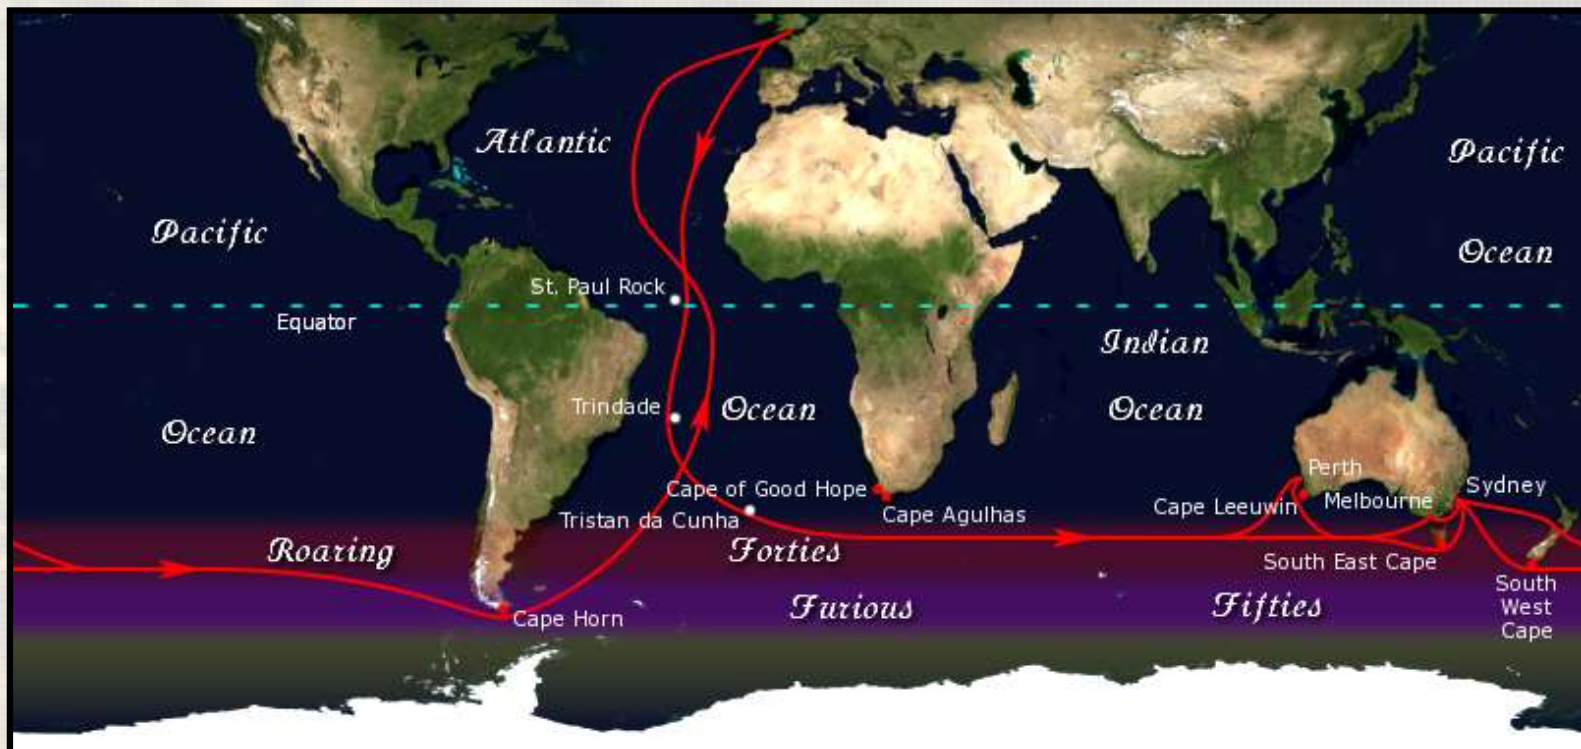 Atlantic
Pacific
Pacific
Ocean
St. Paul Rock
Equator
Indian
Trindade
Ocean
Ocean
Ocean
Perth
Cape of Good Hope
Sydney
Cape Leeuwin
Melbourne
Cape Agulhas
Tristan da Cunha
Roaring
Forties
South East Cape
South
West
Cape
Furious
Fifties
Cape Horn